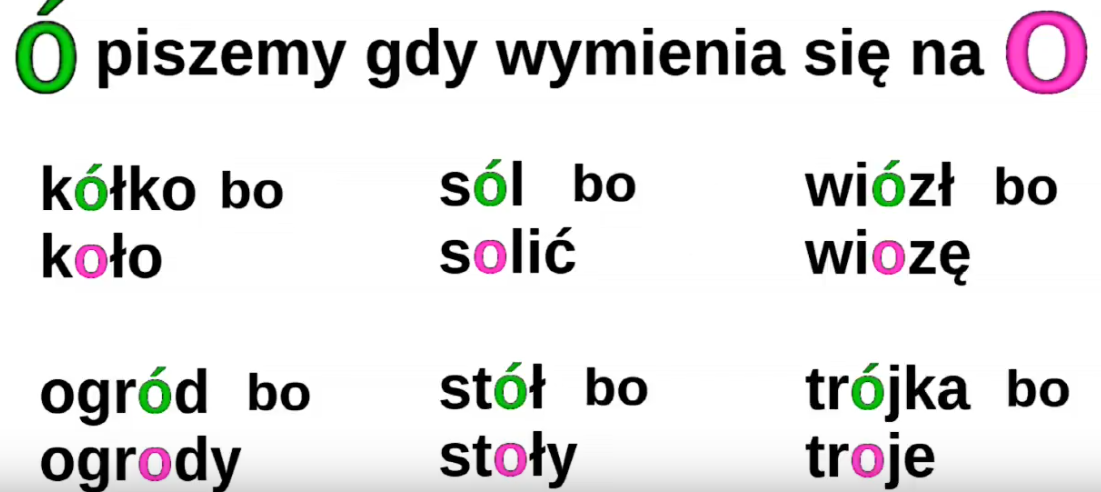 Ó piszemy gdy wymienia się na O
kółko bo
koło
sól bo
solić
wiózł bo
wiozę
ogród bo
ogrody
stół bo
stoły
trójka bo
troje